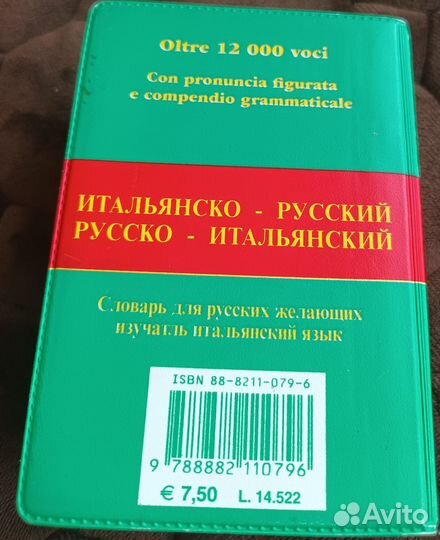 Oltre 12 000 voci
Con pronuncia figurata
e compendio grammaticale
ИТАЛЬЯНСКО - РУССКИЙ
РУССКО - ИТАЛЬЯНСКИЙ
Словарь для русских желающих
изучатль итальянский язык
ISBN 88-8211-079-6
9 788882 110796
€ 7,50 L. 14.522
Avito